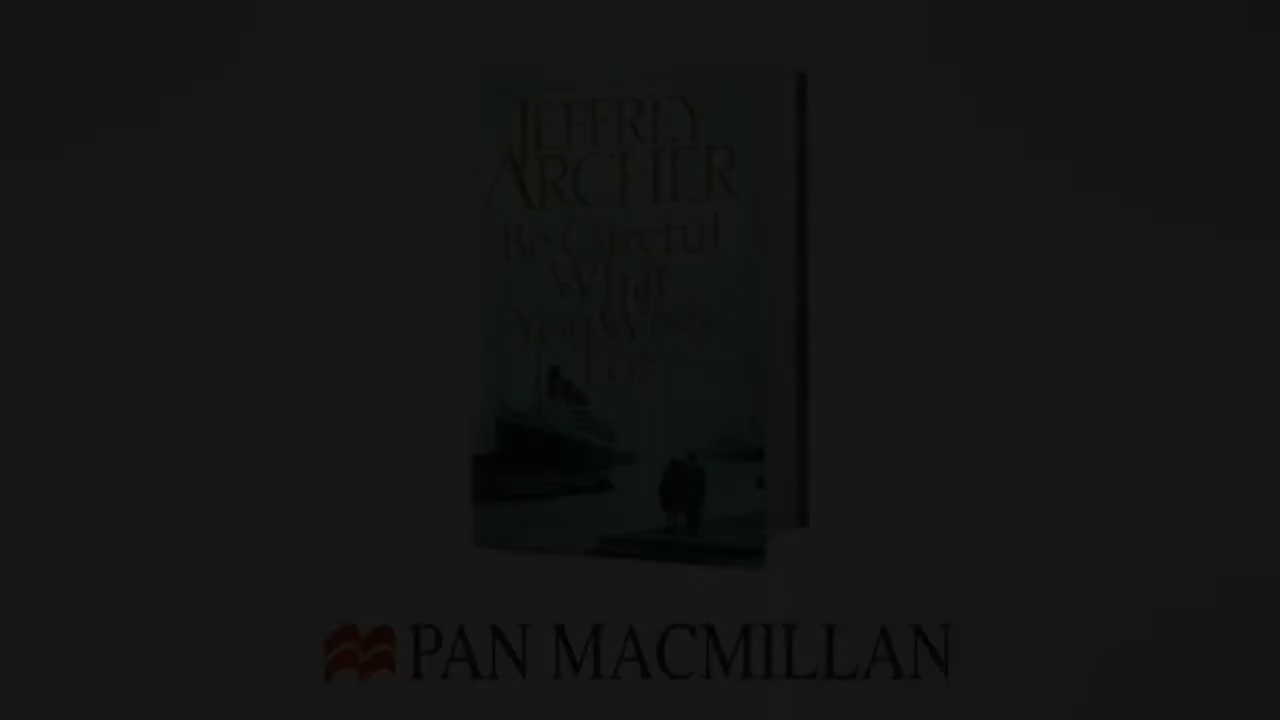 JEFFREY
ARCHER
Be Careful
What
You Wish
For
PAN MACMILLAN